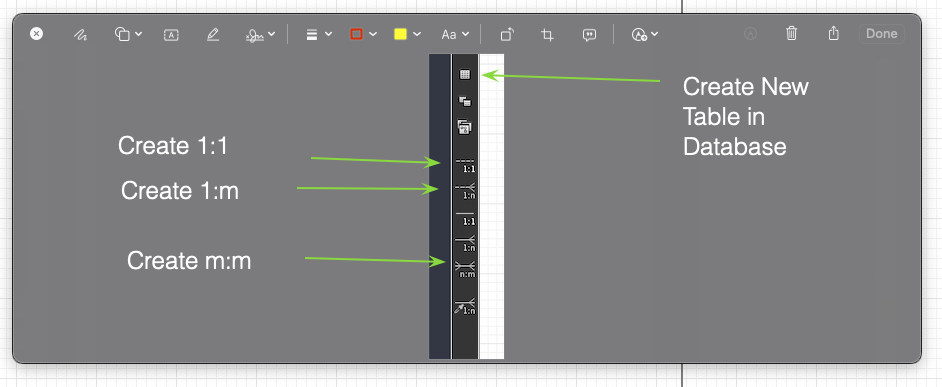 Aa
Done
Create New
Table in
Database
Create 1:1
Create 1:m
Create m:m
1:1
1:n
1:1
1:n
n:m
1:n